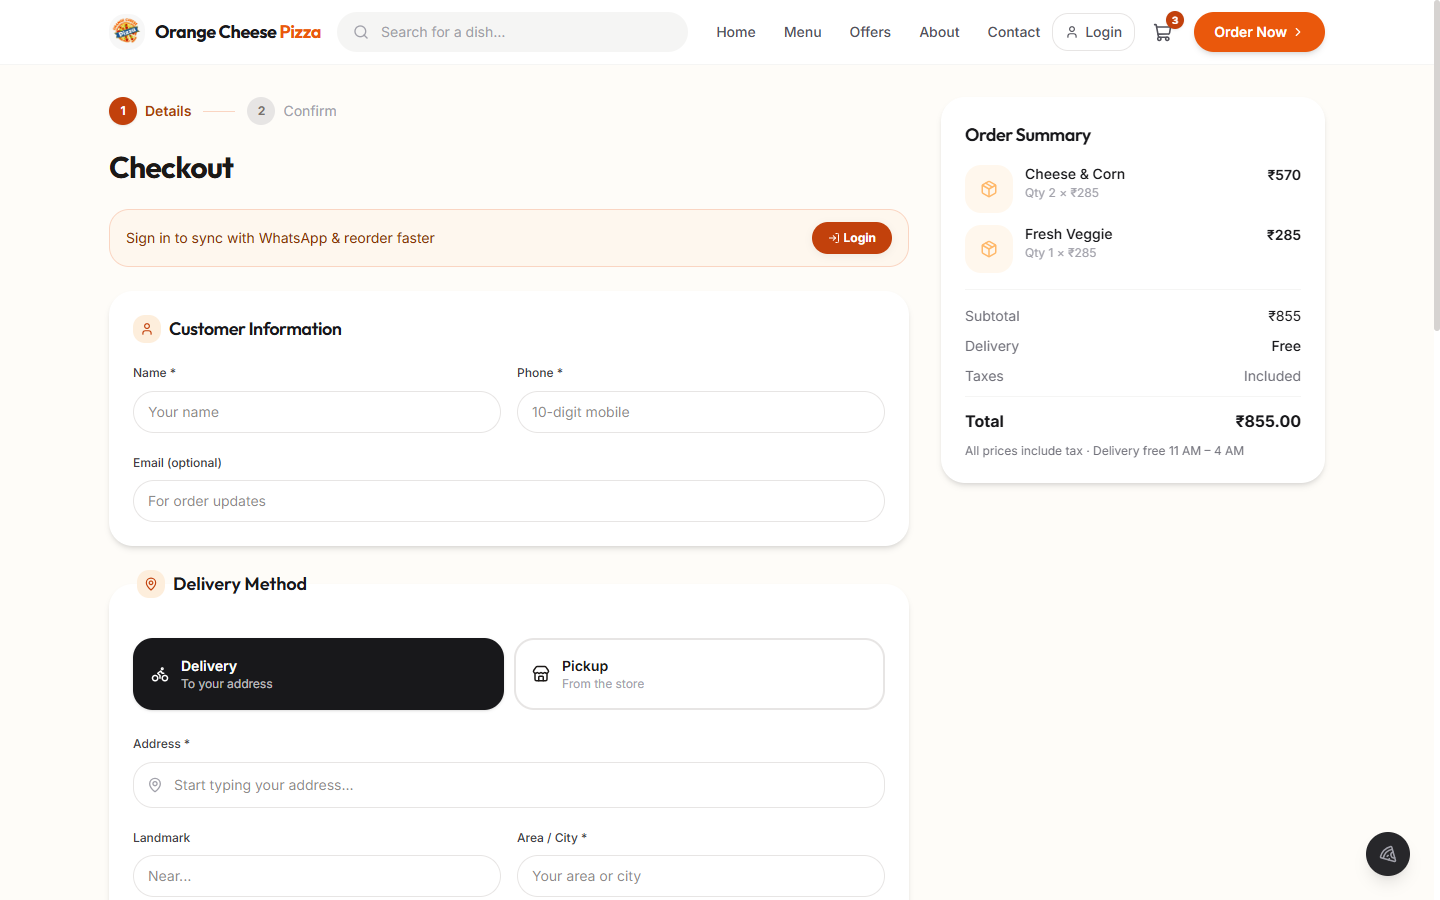 Orange Cheese Pizza
Search for a dish...
Home
Menu
Offers
About
Contact
Login
3
Order Now
1 Details
2 Confirm
Checkout
Sign in to sync with WhatsApp & reorder faster
Login
Customer Information
Name *
Phone *
Your name
10-digit mobile
Email (optional)
For order updates
Delivery Method
Delivery
To your address
Pickup
From the store
Address *
Start typing your address...
Landmark
Area / City *
Near...
Your area or city
Order Summary
Cheese & Corn
₹570
Qty 2 × ₹285
Fresh Veggie
₹285
Qty 1 × ₹285
Subtotal
₹855
Delivery
Free
Taxes
Included
Total
₹855.00
All prices include tax · Delivery free 11 AM – 4 AM